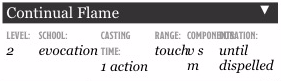 Continual Flame ▼
LEVEL: SCHOOL: CASTING TIME: RANGE: COMPONENTS: DURATION:
2 evocation 1 action touch v s m until dispelled